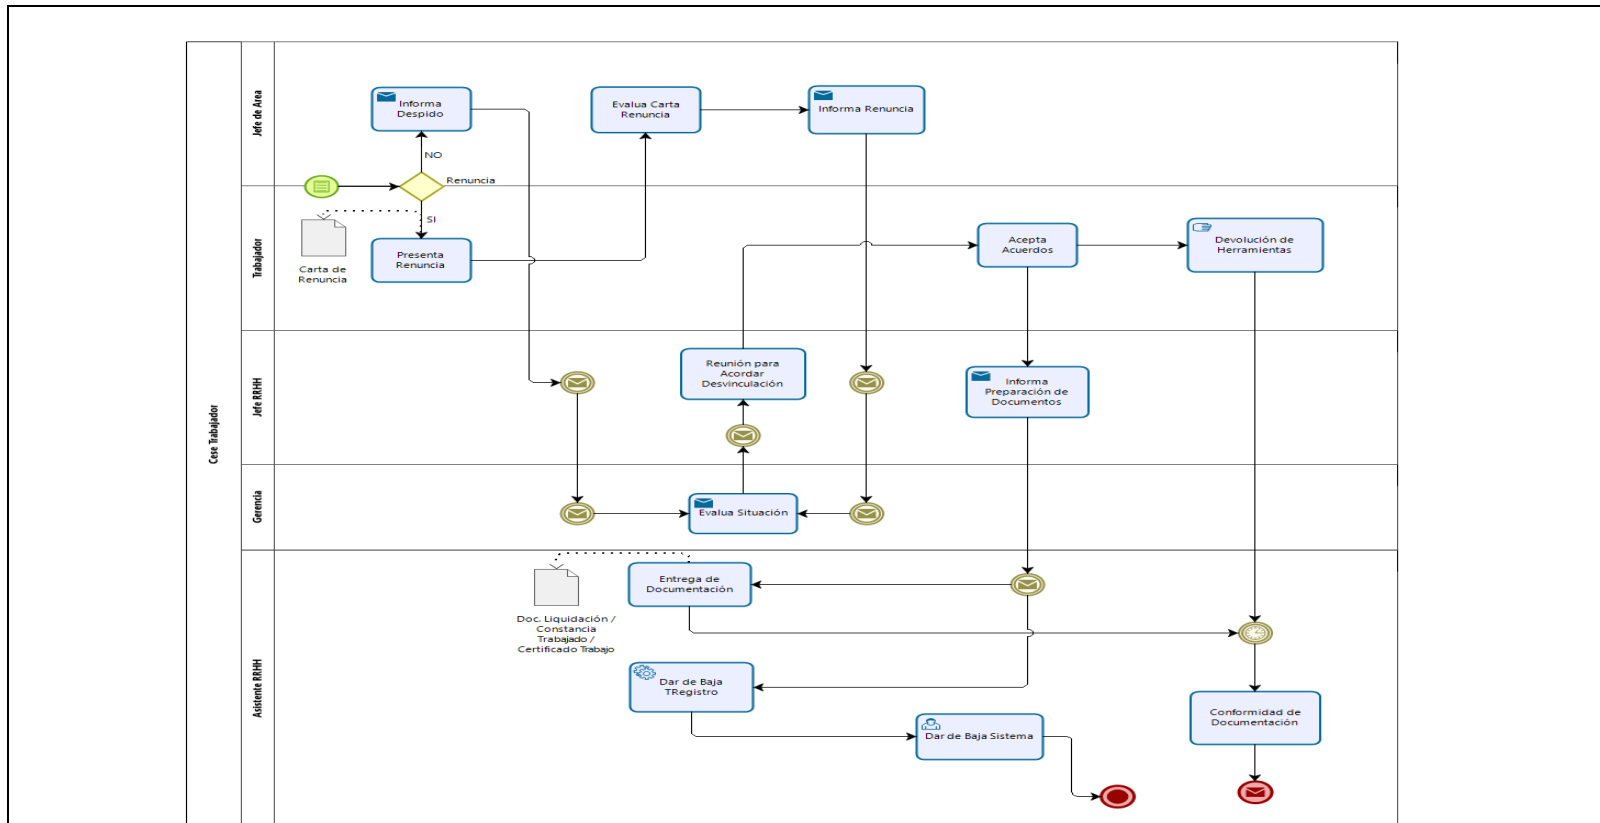 Cese Trabajador
Jefe de Area
Informa
Despido
NO
Renuncia
SI
Evalua Carta
Renuncia
Informa Renuncia
Trabajador
Carta de
Renuncia
Presenta
Renuncia
Acepta
Acuerdos
Devolución de
Herramientas
Jefe RRHH
Reunión para
Acordar
Desvinculación
Informa
Preparación de
Documentos
Gerencia
Evalua Situación
Asistente RRHH
Doc. Liquidación /
Constancia
Trabajado /
Certificado Trabajo
Entrega de
Documentación
Dar de Baja
TRegistro
Dar de Baja Sistema
Conformidad de
Documentación